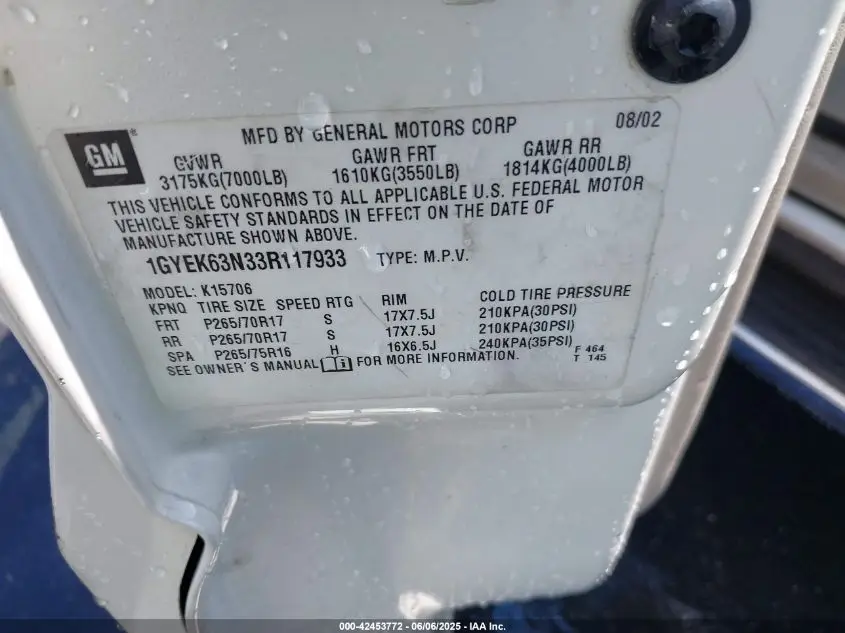 GM®
MFD BY GENERAL MOTORS CORP 08/02
GVWR GAWR FRT GAWR RR
3175KG(7000LB) 1610KG(3550LB) 1814KG(4000LB)
THIS VEHICLE CONFORMS TO ALL APPLICABLE U.S. FEDERAL MOTOR
VEHICLE SAFETY STANDARDS IN EFFECT ON THE DATE OF
MANUFACTURE SHOWN ABOVE.
1GYEK63N33R117933 TYPE: M.P.V.
MODEL: K15706
KPNQ TIRE SIZE SPEED RTG RIM COLD TIRE PRESSURE
FRT P265/70R17 S 17X7.5J 210KPA(30PSI)
RR P265/70R17 S 17X7.5J 210KPA(30PSI)
SPA P265/75R16 H 16X6.5J 240KPA(35PSI) F 464
SEE OWNER'S MANUAL i FOR MORE INFORMATION. T 145
000-42453772 - 06/06/2025 - IAA Inc.